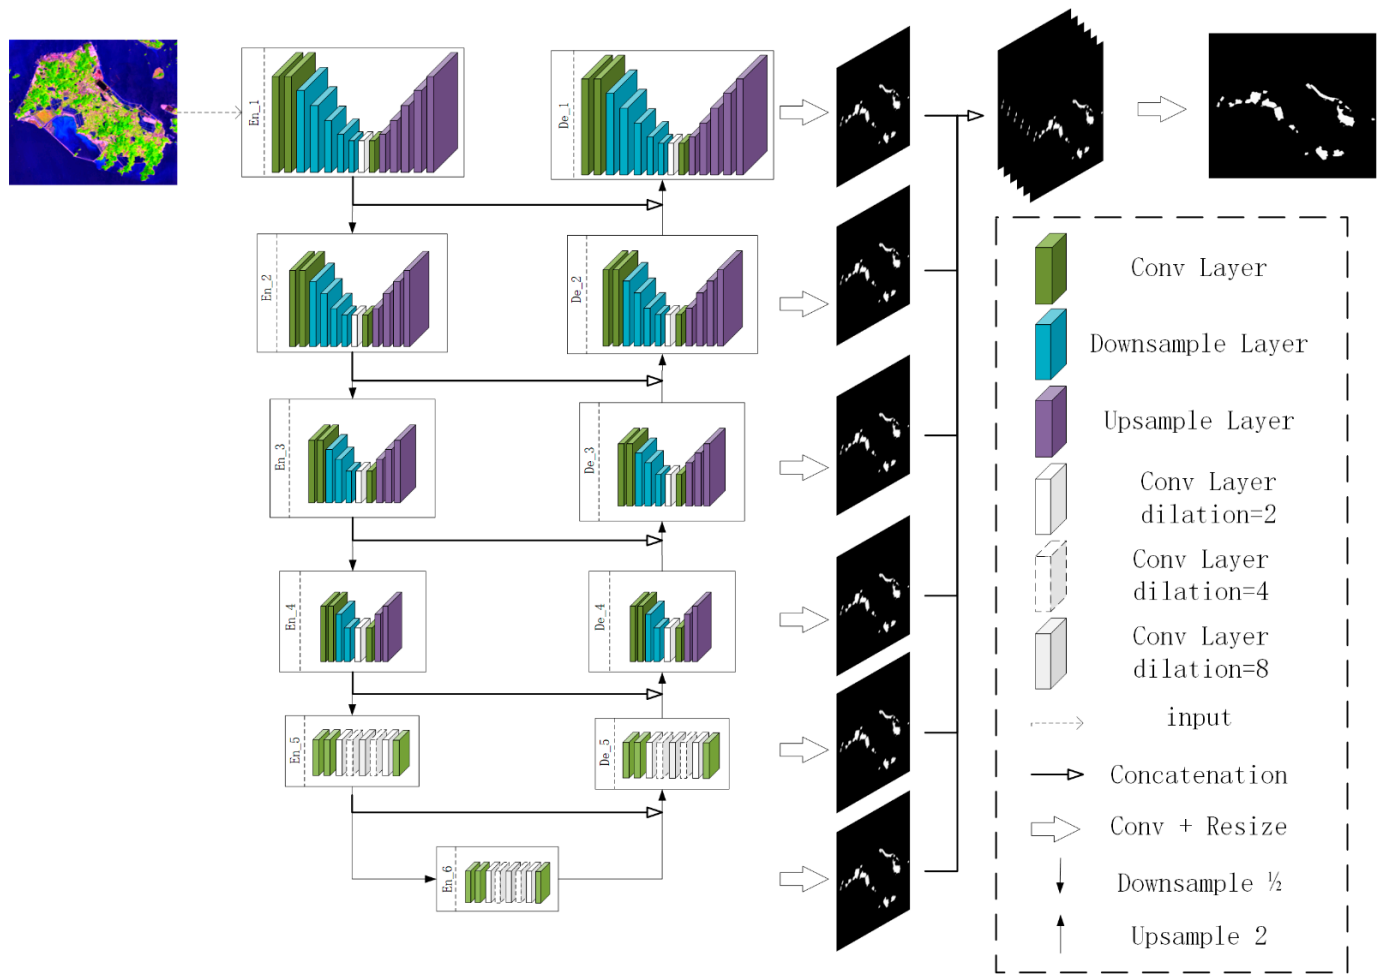 En_1
De_1
En_2
De_2
En_3
De_3
En_4
De_4
En_5
De_5
En_6
Conv Layer
Downsample Layer
Upsample Layer
Conv Layer
dilation=2
Conv Layer
dilation=4
Conv Layer
dilation=8
input
Concatenation
Conv + Resize
Downsample ½
Upsample 2